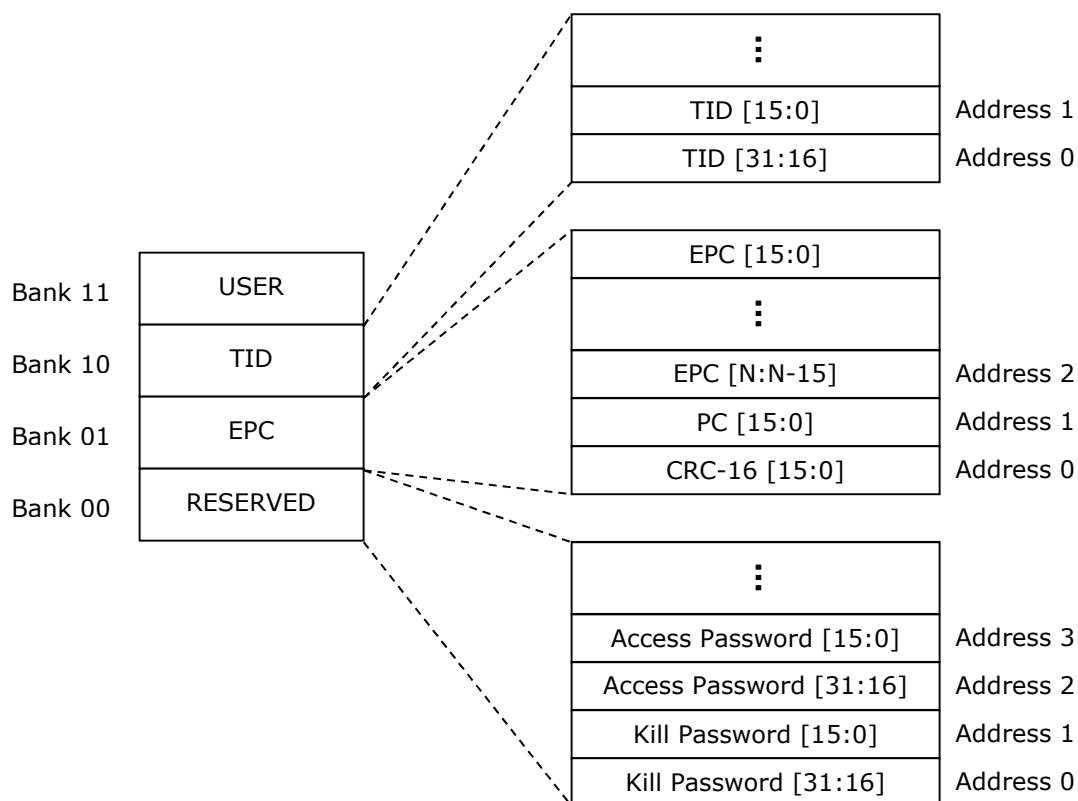 Bank 11
USER
Bank 10
TID
Bank 01
EPC
Bank 00
RESERVED
TID [15:0] Address 1
TID [31:16] Address 0
EPC [15:0]
EPC [N:N-15] Address 2
PC [15:0] Address 1
CRC-16 [15:0] Address 0
Access Password [15:0] Address 3
Access Password [31:16] Address 2
Kill Password [15:0] Address 1
Kill Password [31:16] Address 0